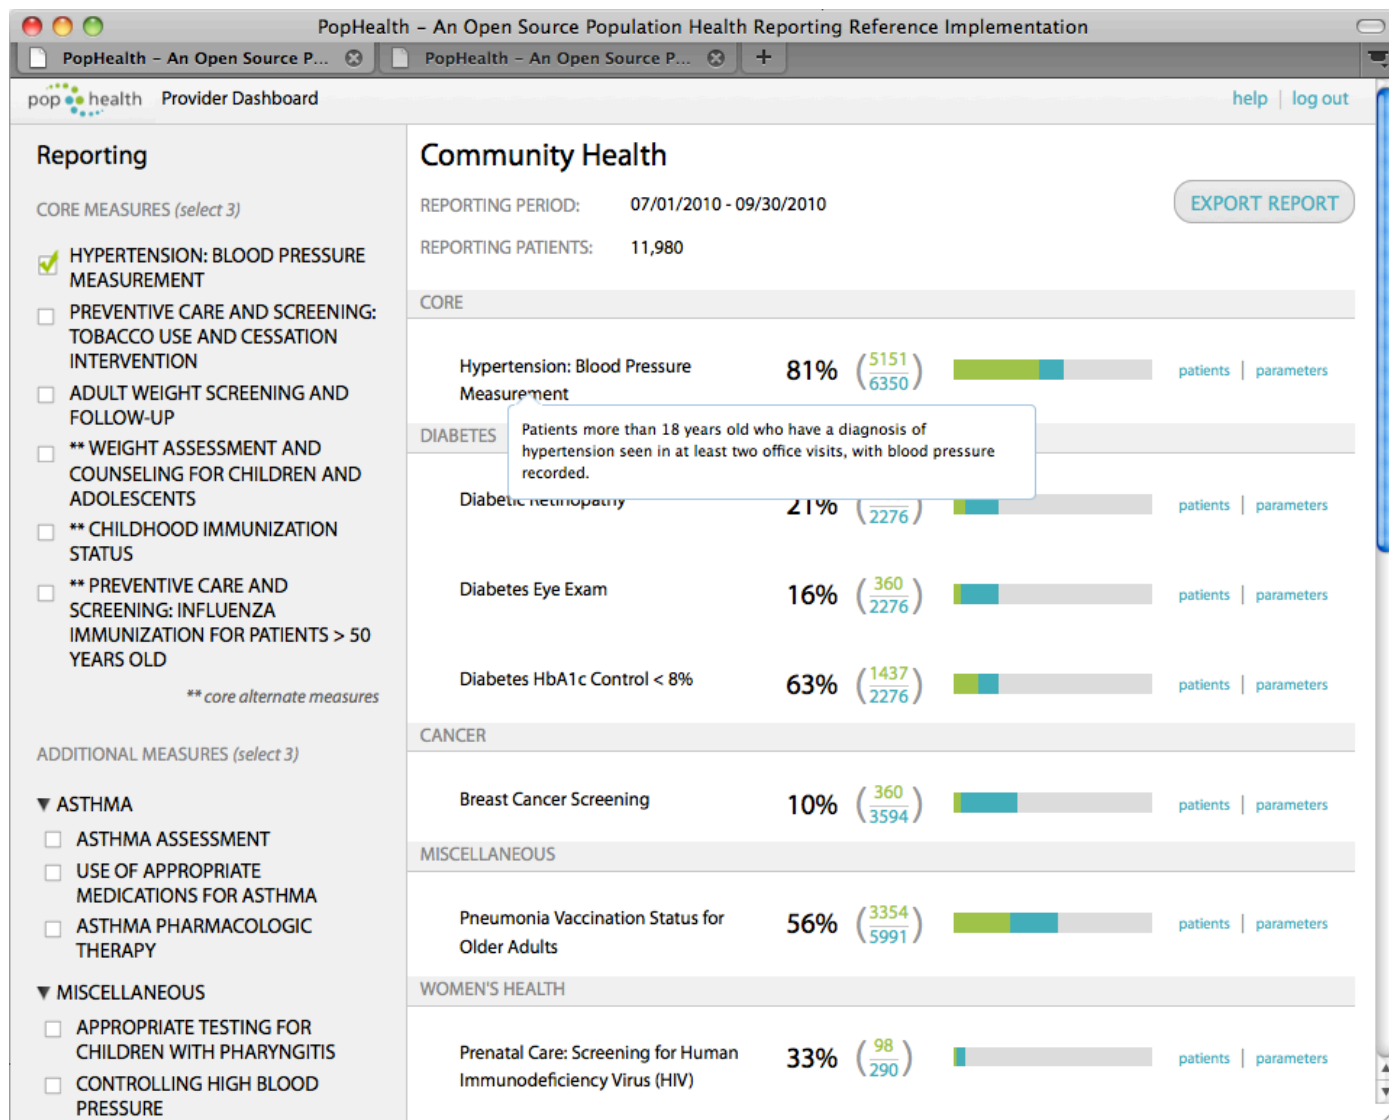 PopHealth – An Open Source Population Health Reporting Reference Implementation
PopHealth – An Open Source P...
PopHealth – An Open Source P...
+
pop health
Provider Dashboard
help | log out
Reporting
CORE MEASURES (select 3)
HYPERTENSION: BLOOD PRESSURE
MEASUREMENT
PREVENTIVE CARE AND SCREENING:
TOBACCO USE AND CESSATION
INTERVENTION
ADULT WEIGHT SCREENING AND
FOLLOW-UP
** WEIGHT ASSESSMENT AND
COUNSELING FOR CHILDREN AND
ADOLESCENTS
** CHILDHOOD IMMUNIZATION
STATUS
** PREVENTIVE CARE AND
SCREENING: INFLUENZA
IMMUNIZATION FOR PATIENTS > 50
YEARS OLD
** core alternate measures
ADDITIONAL MEASURES (select 3)
ASTHMA
ASTHMA ASSESSMENT
USE OF APPROPRIATE
MEDICATIONS FOR ASTHMA
ASTHMA PHARMACOLOGIC
THERAPY
MISCELLANEOUS
APPROPRIATE TESTING FOR
CHILDREN WITH PHARYNGITIS
CONTROLLING HIGH BLOOD
PRESSURE
Community Health
REPORTING PERIOD: 07/01/2010 - 09/30/2010
EXPORT REPORT
REPORTING PATIENTS: 11,980
CORE
Hypertension: Blood Pressure
Measurement
81%
5151
6350
patients | parameters
Patients more than 18 years old who have a diagnosis of
hypertension seen in at least two office visits, with blood pressure
recorded.
DIABETES
Diabetic Retinopathy
21%
2276
patients | parameters
Diabetes Eye Exam
16%
360
2276
patients | parameters
Diabetes HbA1c Control < 8%
63%
1437
2276
patients | parameters
CANCER
Breast Cancer Screening
10%
360
3594
patients | parameters
MISCELLANEOUS
Pneumonia Vaccination Status for
Older Adults
56%
3354
5991
patients | parameters
WOMEN'S HEALTH
Prenatal Care: Screening for Human
Immunodeficiency Virus (HIV)
33%
98
290
patients | parameters